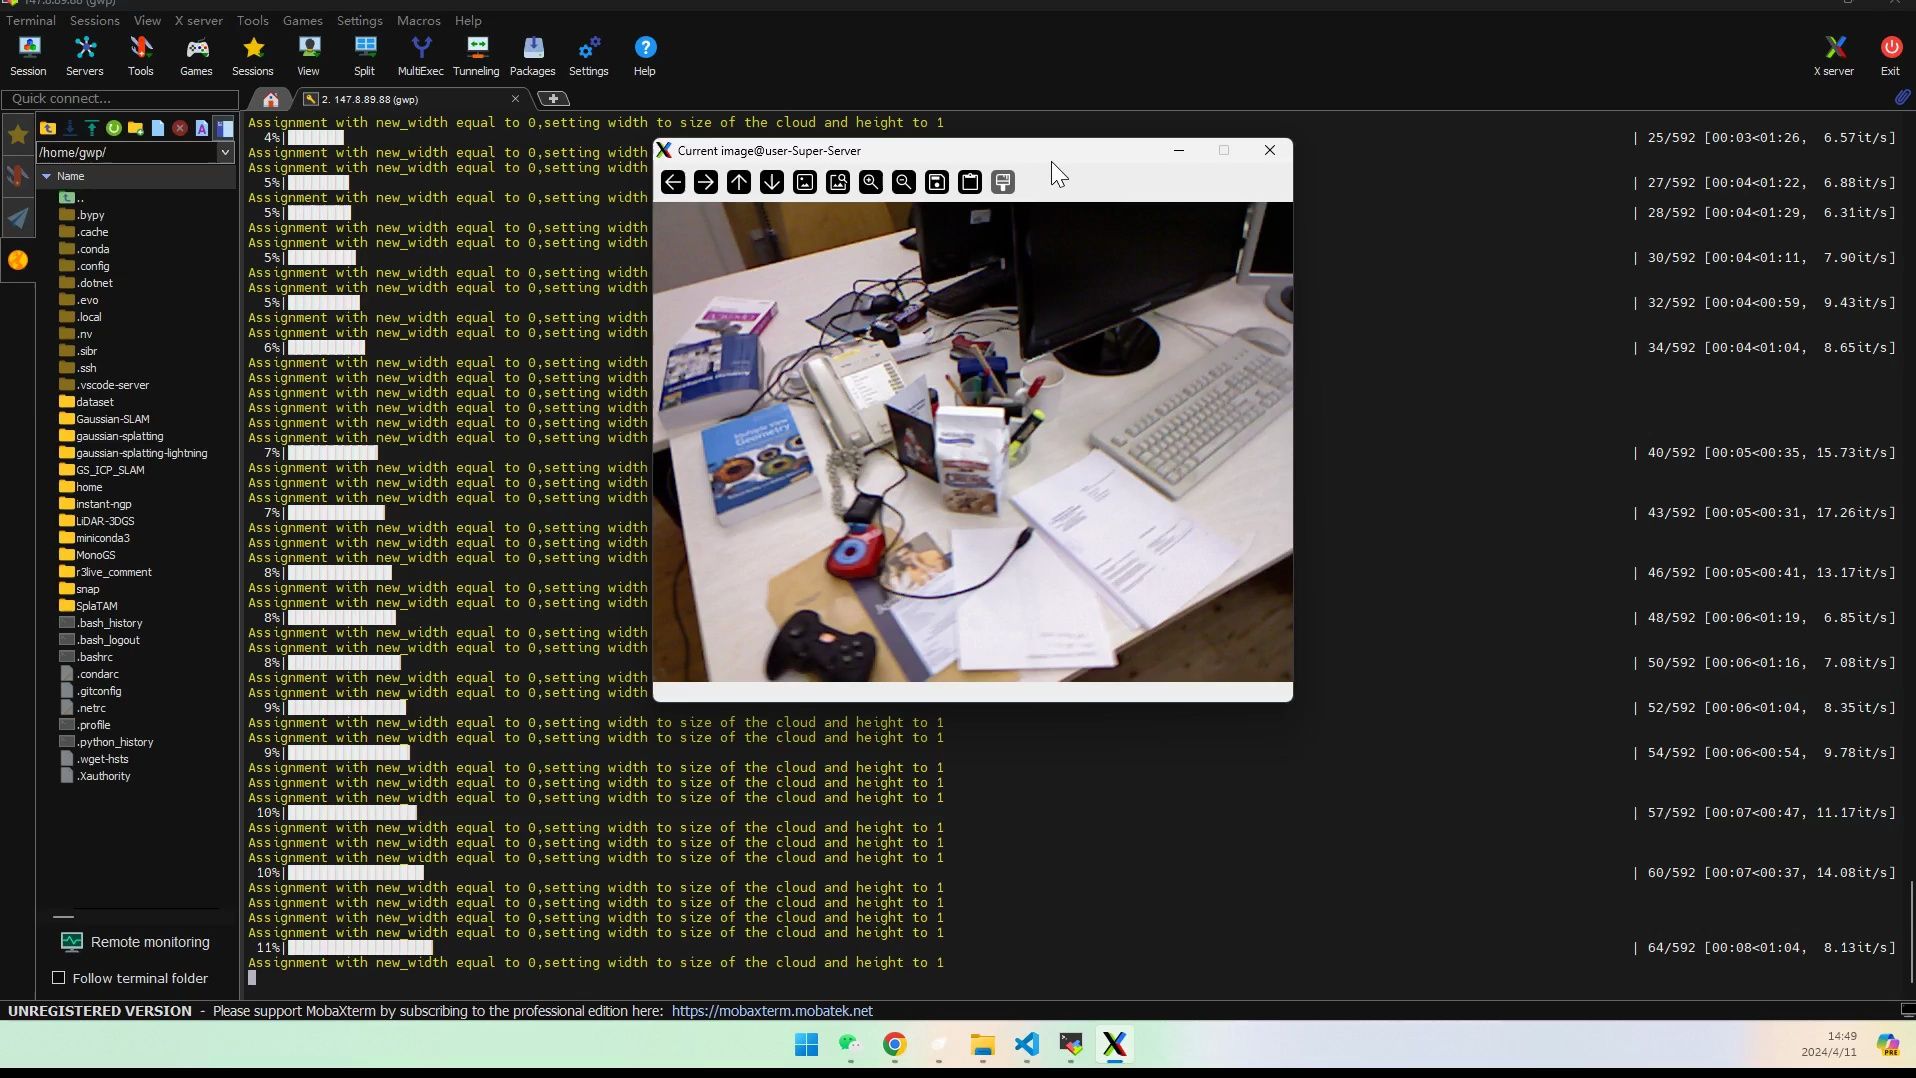 147.8.89.88 (gwp)
Terminal Sessions View X server Tools Games Settings Macros Help
Session Servers Tools Games Sessions View Split MultiExec Tunneling Packages Settings Help X server Exit
Quick connect...
2. 147.8.89.88 (gwp)
/home/gwp/
Name
..
.bypy
.cache
.conda
.config
.dotnet
.evo
.local
.nv
.sibr
.ssh
.vscode-server
dataset
Gaussian-SLAM
gaussian-splatting
gaussian-splatting-lightning
GS_ICP_SLAM
home
instant-ngp
LiDAR-3DGS
miniconda3
MonoGS
r3live_comment
snap
SplaTAM
.bash_history
.bash_logout
.bashrc
.condarc
.gitconfig
.netrc
.profile
.python_history
.wget-hsts
.Xauthority
Remote monitoring
Follow terminal folder
Assignment with new_width equal to 0,setting width to size of the cloud and height to 1
4%| | 25/592 [00:03<01:26, 6.57it/s]
Assignment with new_width equal to 0,setting width
Assignment with new_width equal to 0,setting width
5%| | 27/592 [00:04<01:22, 6.88it/s]
Assignment with new_width equal to 0,setting width
5%| | 28/592 [00:04<01:29, 6.31it/s]
Assignment with new_width equal to 0,setting width
Assignment with new_width equal to 0,setting width
5%| | 30/592 [00:04<01:11, 7.90it/s]
Assignment with new_width equal to 0,setting width
Assignment with new_width equal to 0,setting width
5%| | 32/592 [00:04<00:59, 9.43it/s]
Assignment with new_width equal to 0,setting width
Assignment with new_width equal to 0,setting width
6%| | 34/592 [00:04<01:04, 8.65it/s]
Assignment with new_width equal to 0,setting width
Assignment with new_width equal to 0,setting width
Assignment with new_width equal to 0,setting width
Assignment with new_width equal to 0,setting width
Assignment with new_width equal to 0,setting width
Assignment with new_width equal to 0,setting width
7%| | 40/592 [00:05<00:35, 15.73it/s]
Assignment with new_width equal to 0,setting width
Assignment with new_width equal to 0,setting width
Assignment with new_width equal to 0,setting width
7%| | 43/592 [00:05<00:31, 17.26it/s]
Assignment with new_width equal to 0,setting width
Assignment with new_width equal to 0,setting width
Assignment with new_width equal to 0,setting width
8%| | 46/592 [00:05<00:41, 13.17it/s]
Assignment with new_width equal to 0,setting width
Assignment with new_width equal to 0,setting width
8%| | 48/592 [00:06<01:19, 6.85it/s]
Assignment with new_width equal to 0,setting width
Assignment with new_width equal to 0,setting width
8%| | 50/592 [00:06<01:16, 7.08it/s]
Assignment with new_width equal to 0,setting width
Assignment with new_width equal to 0,setting width
9%| | 52/592 [00:06<01:04, 8.35it/s]
Assignment with new_width equal to 0,setting width to size of the cloud and height to 1
Assignment with new_width equal to 0,setting width to size of the cloud and height to 1
9%| | 54/592 [00:06<00:54, 9.78it/s]
Assignment with new_width equal to 0,setting width to size of the cloud and height to 1
Assignment with new_width equal to 0,setting width to size of the cloud and height to 1
Assignment with new_width equal to 0,setting width to size of the cloud and height to 1
10%| | 57/592 [00:07<00:47, 11.17it/s]
Assignment with new_width equal to 0,setting width to size of the cloud and height to 1
Assignment with new_width equal to 0,setting width to size of the cloud and height to 1
Assignment with new_width equal to 0,setting width to size of the cloud and height to 1
10%| | 60/592 [00:07<00:37, 14.08it/s]
Assignment with new_width equal to 0,setting width to size of the cloud and height to 1
Assignment with new_width equal to 0,setting width to size of the cloud and height to 1
Assignment with new_width equal to 0,setting width to size of the cloud and height to 1
Assignment with new_width equal to 0,setting width to size of the cloud and height to 1
11%| | 64/592 [00:08<01:04, 8.13it/s]
Assignment with new_width equal to 0,setting width to size of the cloud and height to 1
Current image@user-Super-Server
Multiple View
Geometry
UNREGISTERED VERSION - Please support MobaXterm by subscribing to the professional edition here: https://mobaxterm.mobatek.net
14:49
2024/4/11
PRE